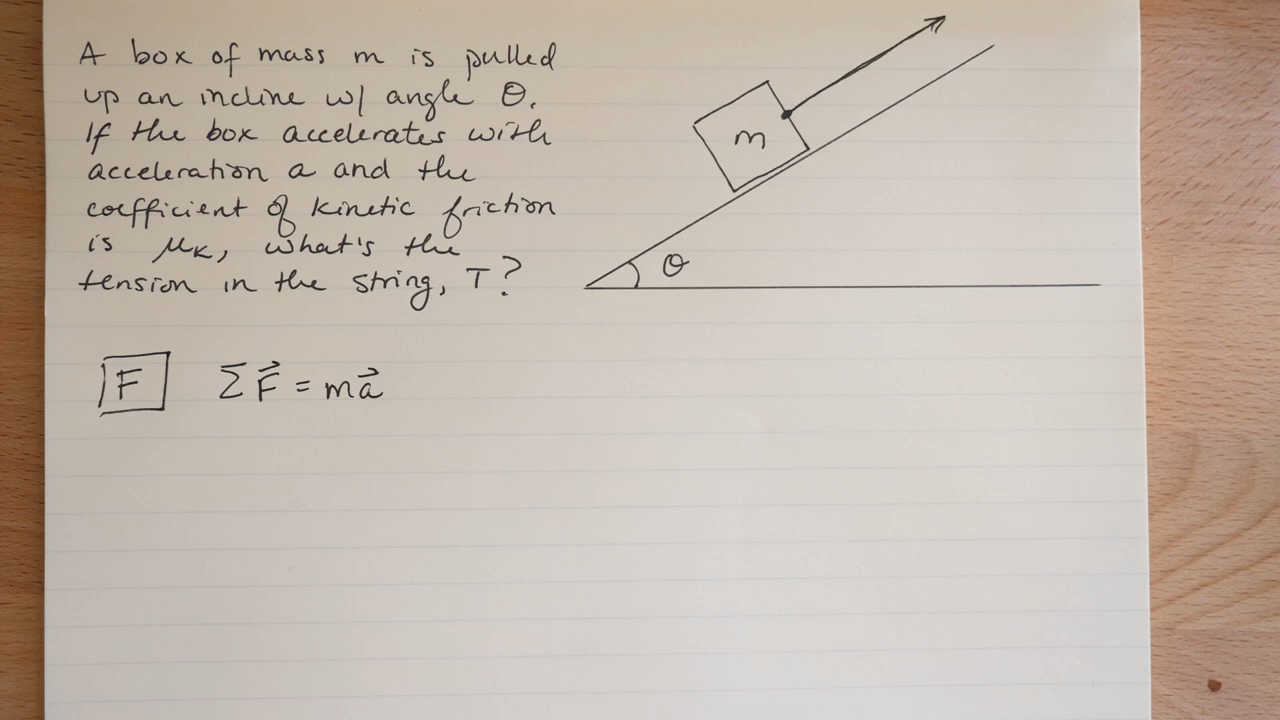 A box of mass m is pulled
up an incline w/ angle θ.
If the box accelerates with
acceleration a and the
coefficient of kinetic friction
is μₖ, what's the
tension in the string, T?
m
θ
F ΣF⃗ = ma⃗